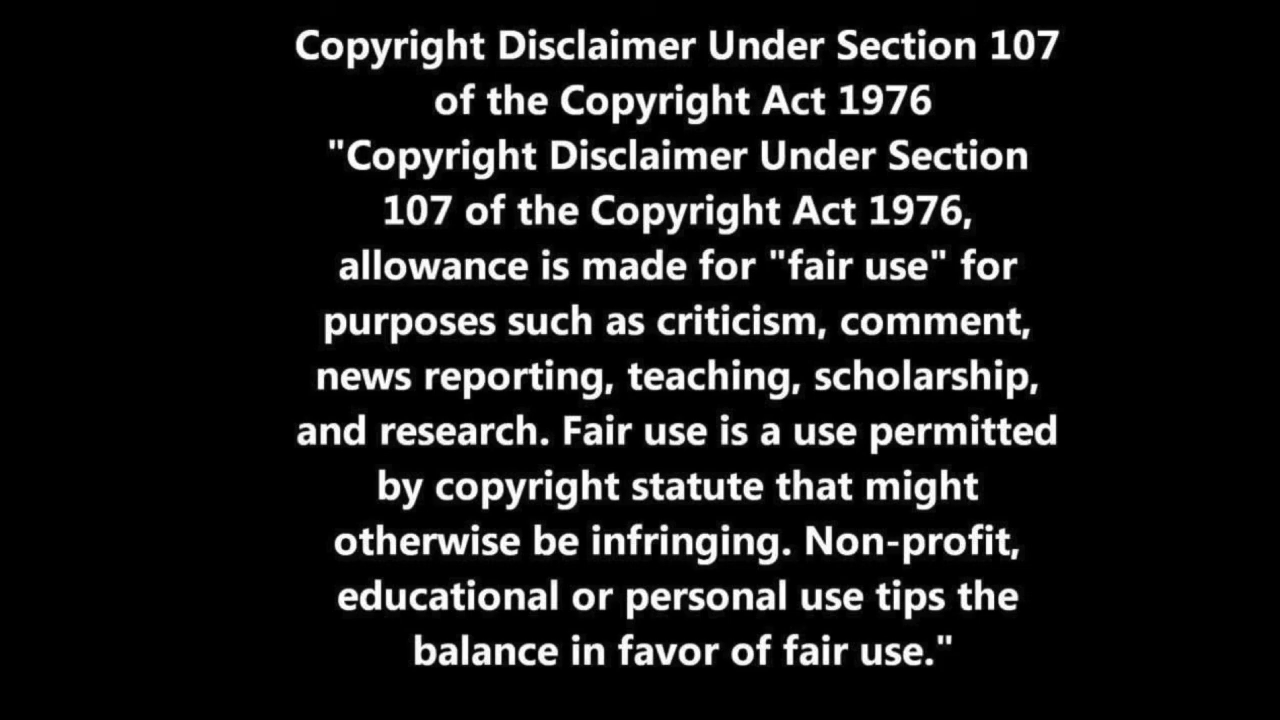 Copyright Disclaimer Under Section 107
of the Copyright Act 1976
"Copyright Disclaimer Under Section
107 of the Copyright Act 1976,
allowance is made for "fair use" for
purposes such as criticism, comment,
news reporting, teaching, scholarship,
and research. Fair use is a use permitted
by copyright statute that might
otherwise be infringing. Non-profit,
educational or personal use tips the
balance in favor of fair use."